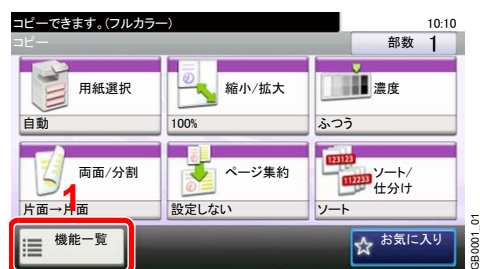 コピーできます。(フルカラー)
10:10
コピー
部数 1
用紙選択
自動
縮小/拡大
100%
濃度
ふつう
両面/分割
片面→片面
ページ集約
設定しない
123123
112233
ソート/
仕分け
ソート
1
機能一覧
お気に入り
GB0001_01